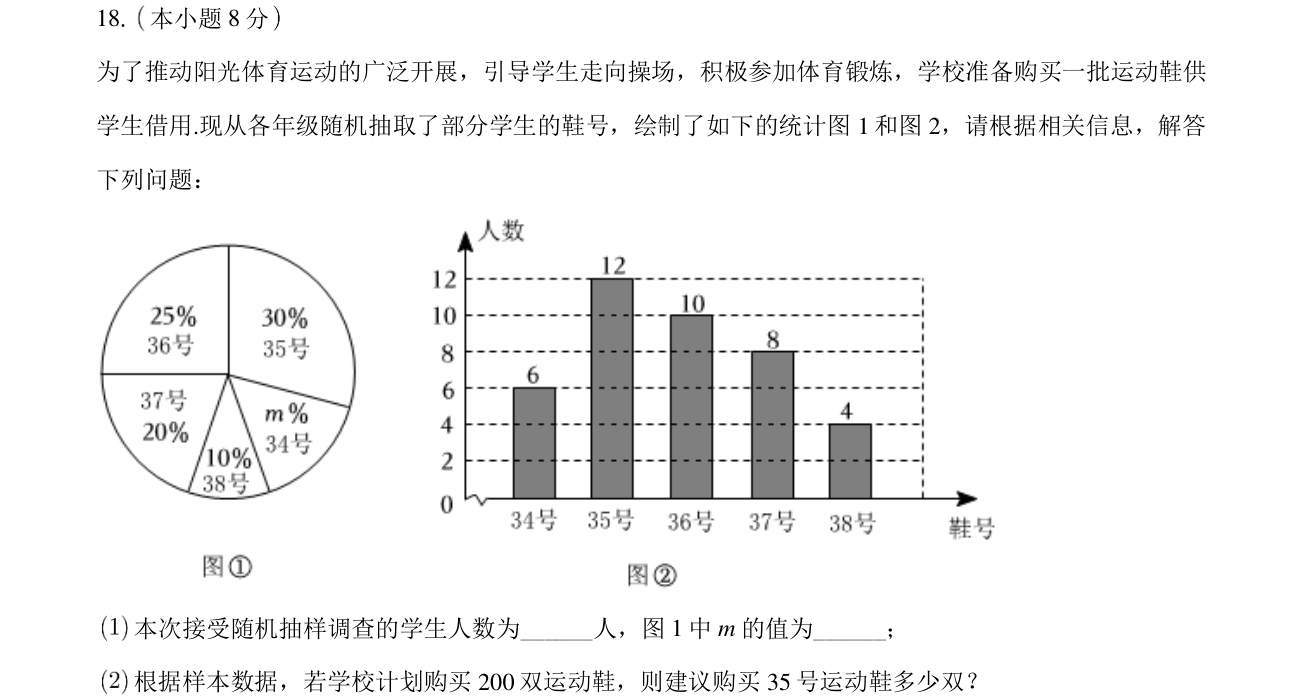 18.（本小题 8 分）
为了推动阳光体育运动的广泛开展，引导学生走向操场，积极参加体育锻炼，学校准备购买一批运动鞋供
学生借用.现从各年级随机抽取了部分学生的鞋号，绘制了如下的统计图 1 和图 2，请根据相关信息，解答
下列问题：
25%
36号
30%
35号
37号
20%
m%
34号
10%
38号
图①
人数
12
10
8
6
4
2
0
6
12
10
8
4
34号 35号 36号 37号 38号
鞋号
图②
(1) 本次接受随机抽样调查的学生人数为______人，图 1 中 m 的值为______；
(2) 根据样本数据，若学校计划购买 200 双运动鞋，则建议购买 35 号运动鞋多少双？